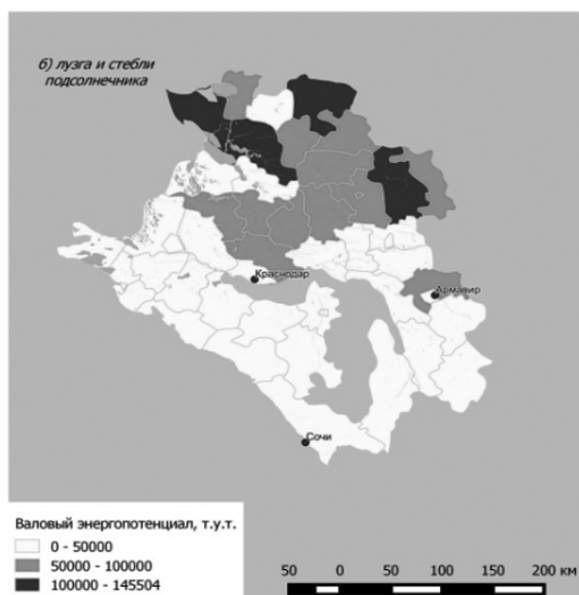 б) лузга и стебли
подсолнечника
Краснодар
Армавир
Сочи
Валовый энергопотенциал, т.у.т.
0 - 50000
50000 - 100000
100000 - 145504
50 0 50 100 150 200 км